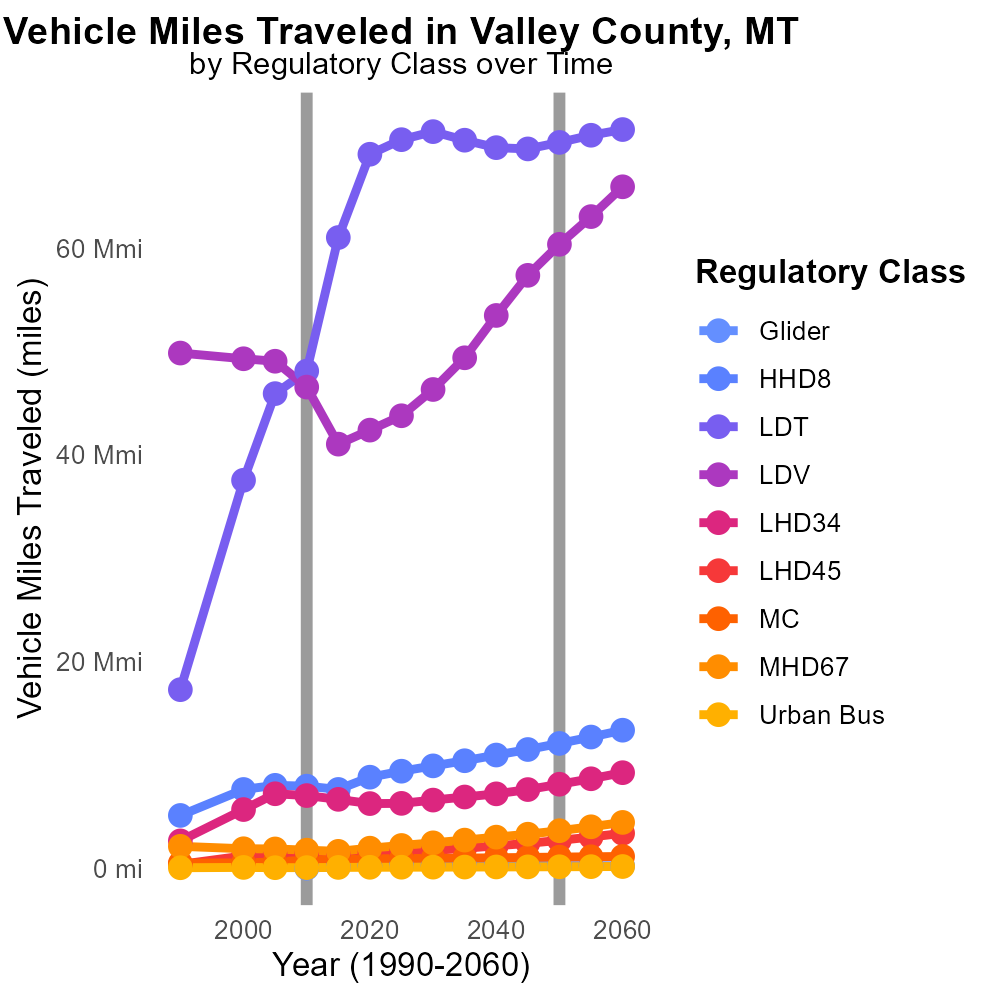 Vehicle Miles Traveled in Valley County, MT
by Regulatory Class over Time
Vehicle Miles Traveled (miles)
60 Mmi
40 Mmi
20 Mmi
0 mi
2000
2020
2040
2060
Year (1990-2060)
Regulatory Class
Glider
HHD8
LDT
LDV
LHD34
LHD45
MC
MHD67
Urban Bus